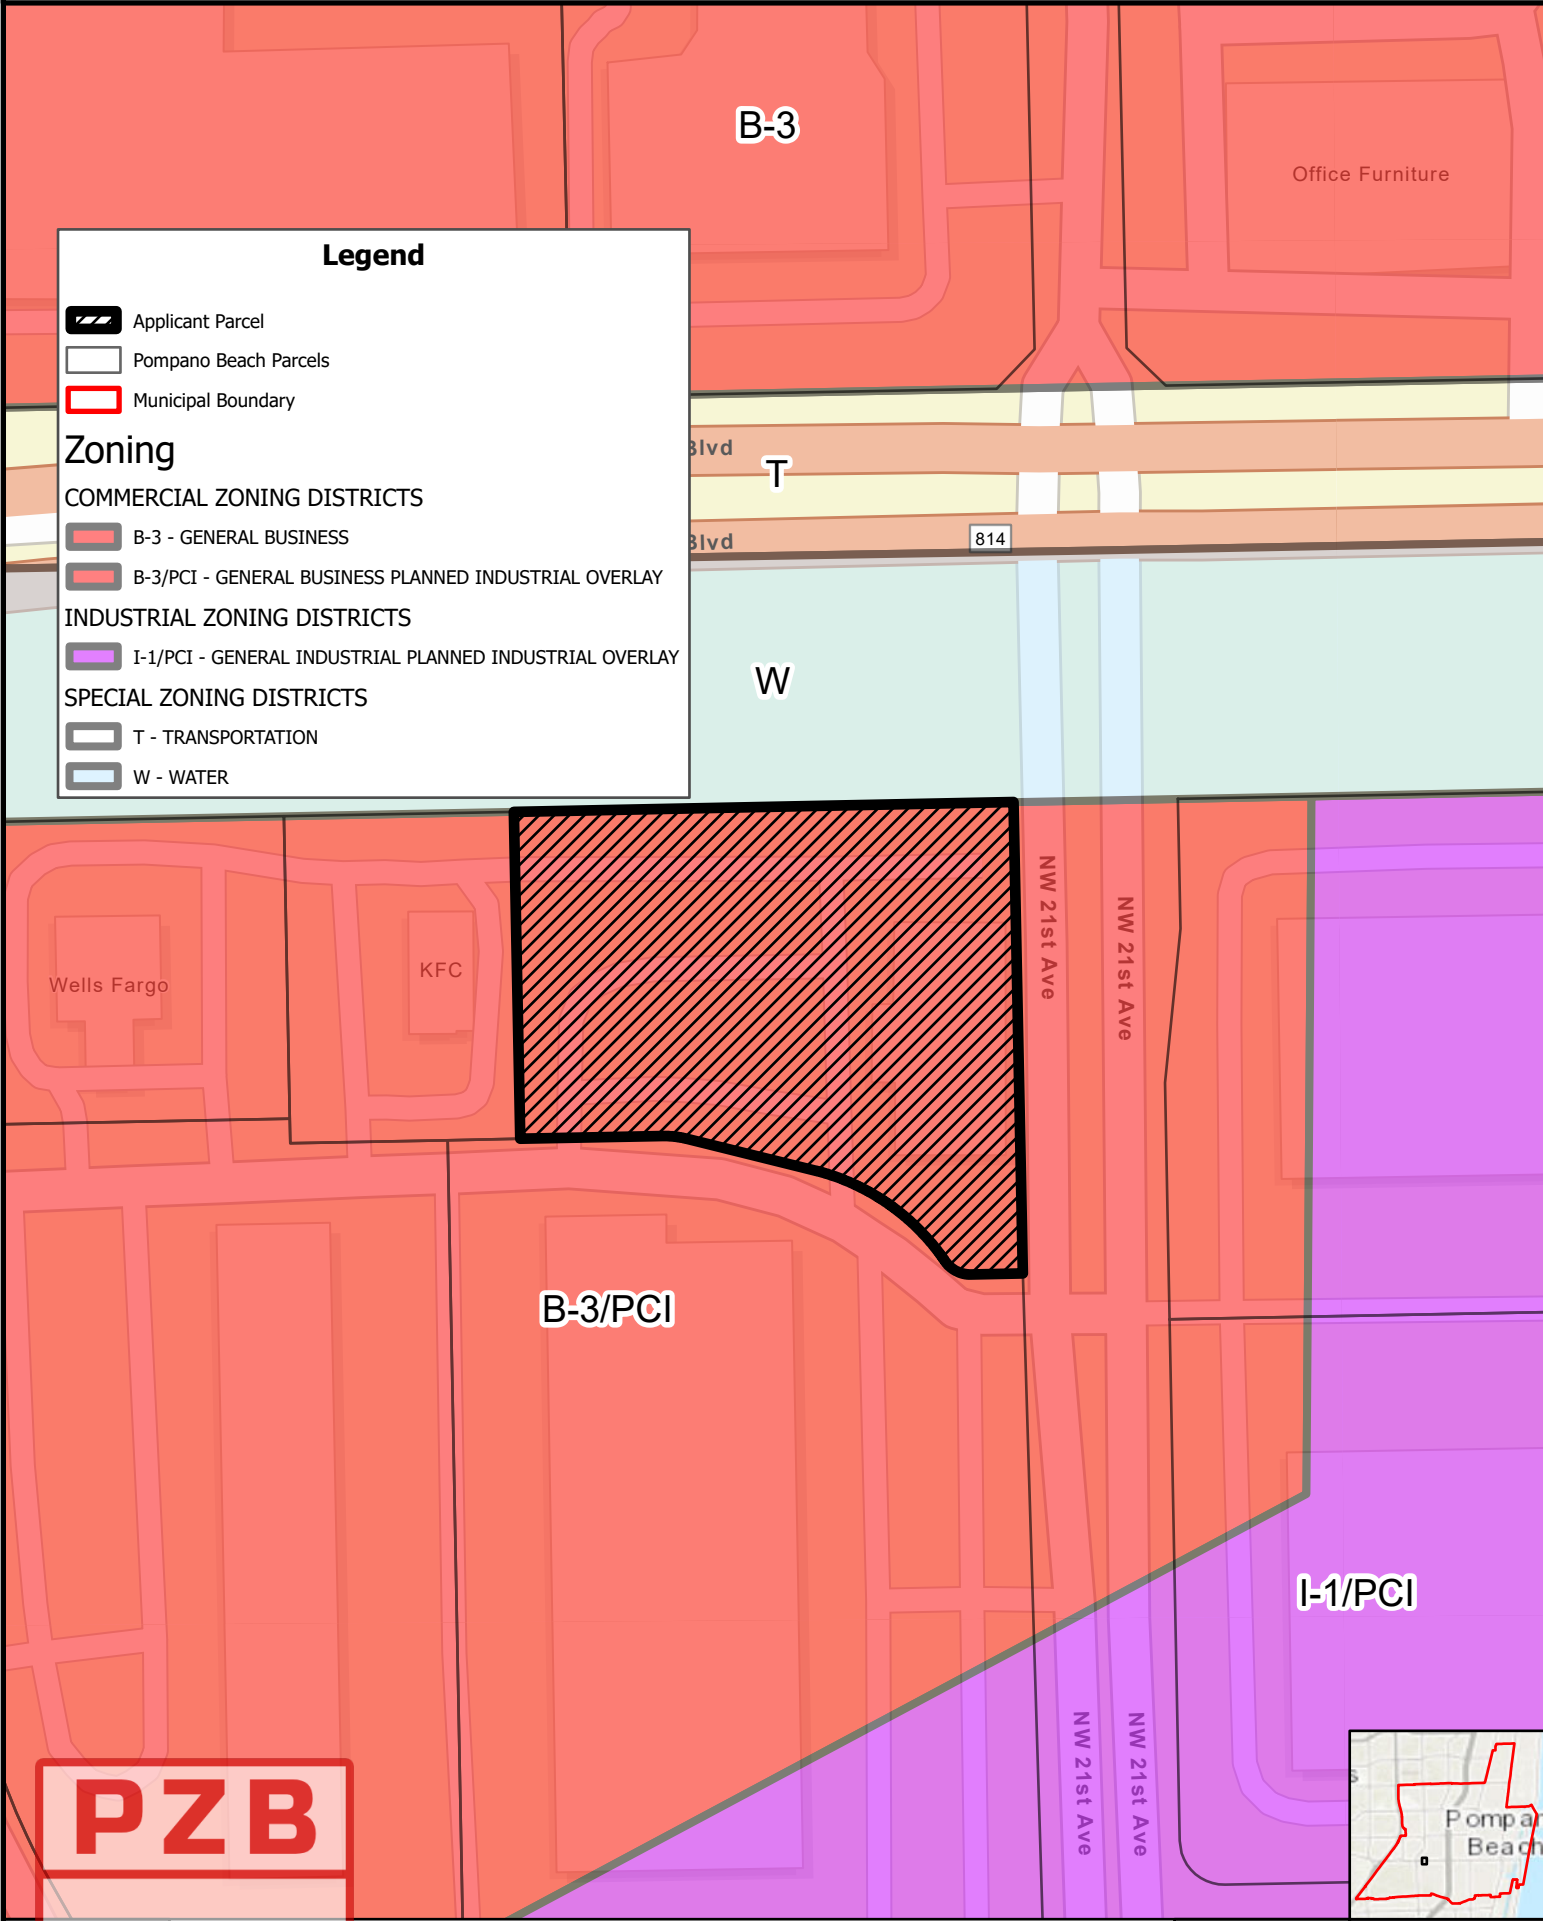 B-3
Office Furniture
Legend
Applicant Parcel
Pompano Beach Parcels
Municipal Boundary
Zoning
COMMERCIAL ZONING DISTRICTS
B-3 - GENERAL BUSINESS
B-3/PCI - GENERAL BUSINESS PLANNED INDUSTRIAL OVERLAY
INDUSTRIAL ZONING DISTRICTS
I-1/PCI - GENERAL INDUSTRIAL PLANNED INDUSTRIAL OVERLAY
SPECIAL ZONING DISTRICTS
T - TRANSPORTATION
W - WATER
Blvd
T
Blvd
814
W
NW 21st Ave
NW 21st Ave
Wells Fargo
KFC
B-3/PCI
I-1/PCI
NW 21st Ave
NW 21st Ave
PZB
s
Pompan
Beach